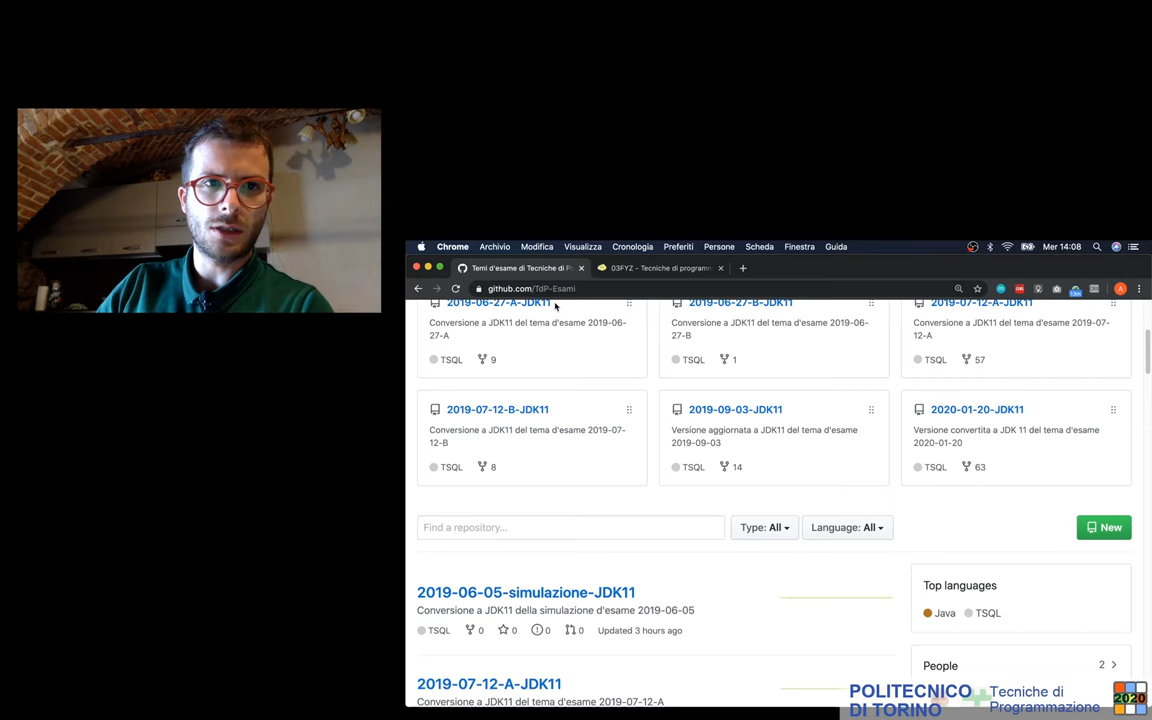 Chrome Archivio Modifica Visualizza Cronologia Preferiti Persone Scheda Finestra Guida Mer 14:08
Temi d'esame di Tecniche di P 03FYZ - Tecniche di programm
github.com/TdP-Esami
2019-06-27-A-JDK11 2019-06-27-B-JDK11 2019-07-12-A-JDK11
Conversione a JDK11 del tema d'esame 2019-06- Conversione a JDK11 del tema d'esame 2019-06- Conversione a JDK11 del tema d'esame 2019-07-
27-A 27-B 12-A
TSQL 9 TSQL 1 TSQL 57
2019-07-12-B-JDK11 2019-09-03-JDK11 2020-01-20-JDK11
Conversione a JDK11 del tema d'esame 2019-07- Versione aggiornata a JDK11 del tema d'esame Versione convertita a JDK 11 del tema d'esame
12-B 2019-09-03 2020-01-20
TSQL 8 TSQL 14 TSQL 63
Find a repository... Type: All Language: All New
2019-06-05-simulazione-JDK11
Conversione a JDK11 della simulazione d'esame 2019-06-05
TSQL 0 0 0 0 Updated 3 hours ago
2019-07-12-A-JDK11
Conversione a JDK11 del tema d'esame 2019-07-12-A
Top languages
Java TSQL
People 2
POLITECNICO
DI TORINO
Tecniche di
Programmazione
2020